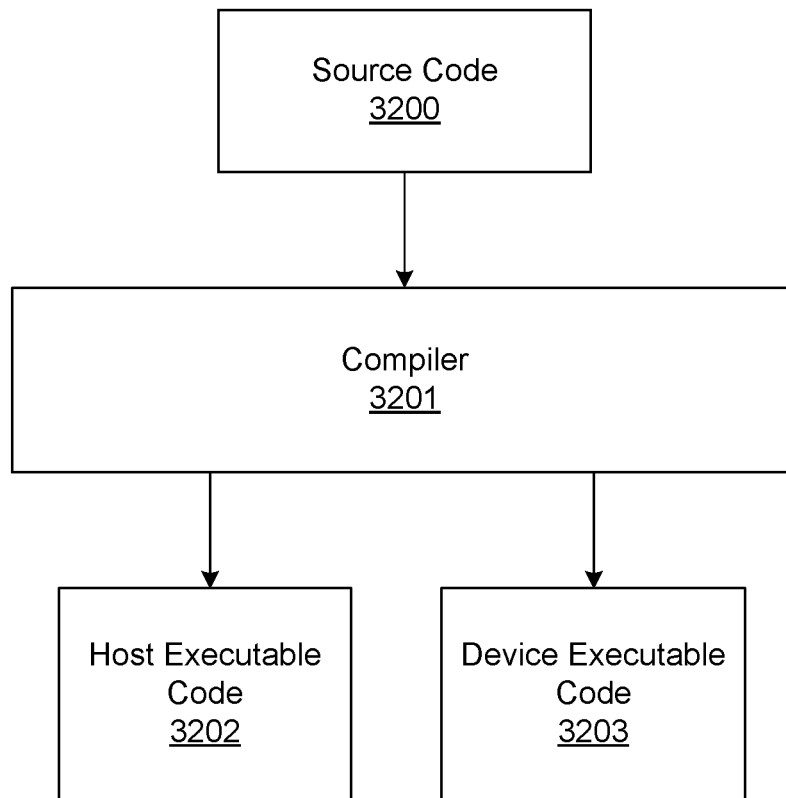 Source Code
3200
Compiler
3201
Host Executable
Code
3202
Device Executable
Code
3203